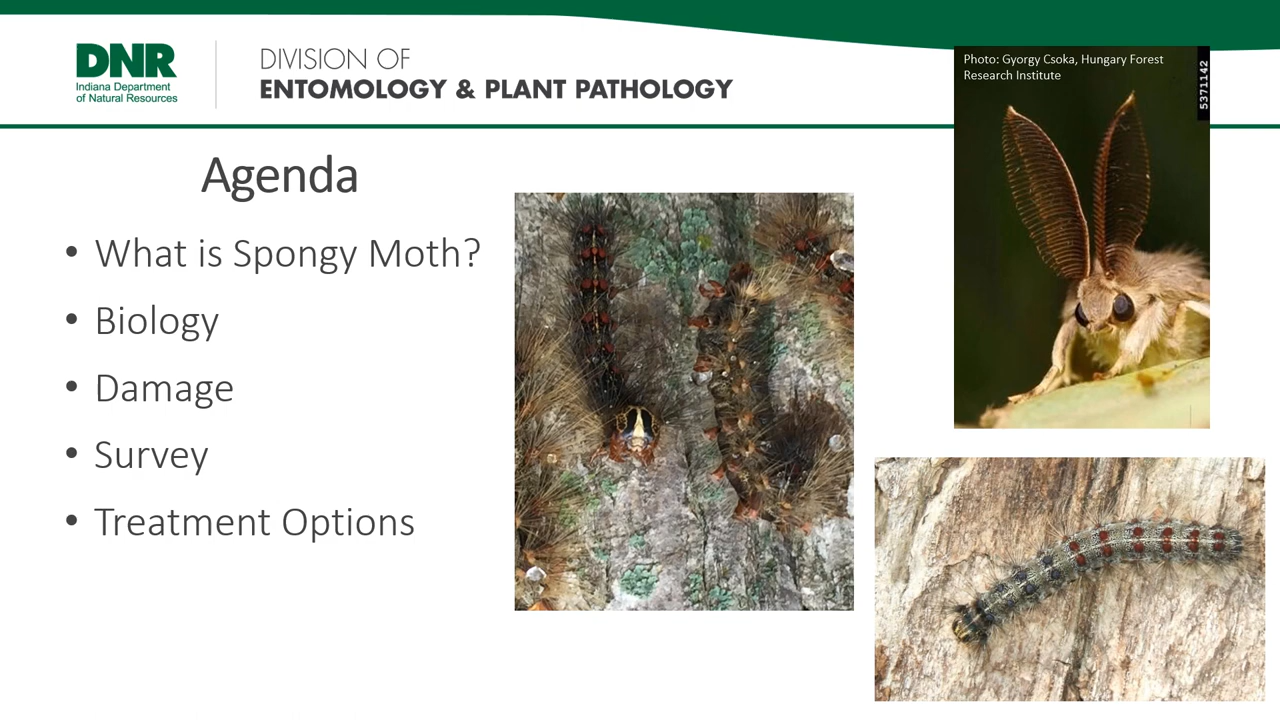 DNR
Indiana Department
of Natural Resources
DIVISION OF
ENTOMOLOGY & PLANT PATHOLOGY
Photo: Gyorgy Csoka, Hungary Forest
Research Institute
5371142
Agenda
• What is Spongy Moth?
• Biology
• Damage
• Survey
• Treatment Options